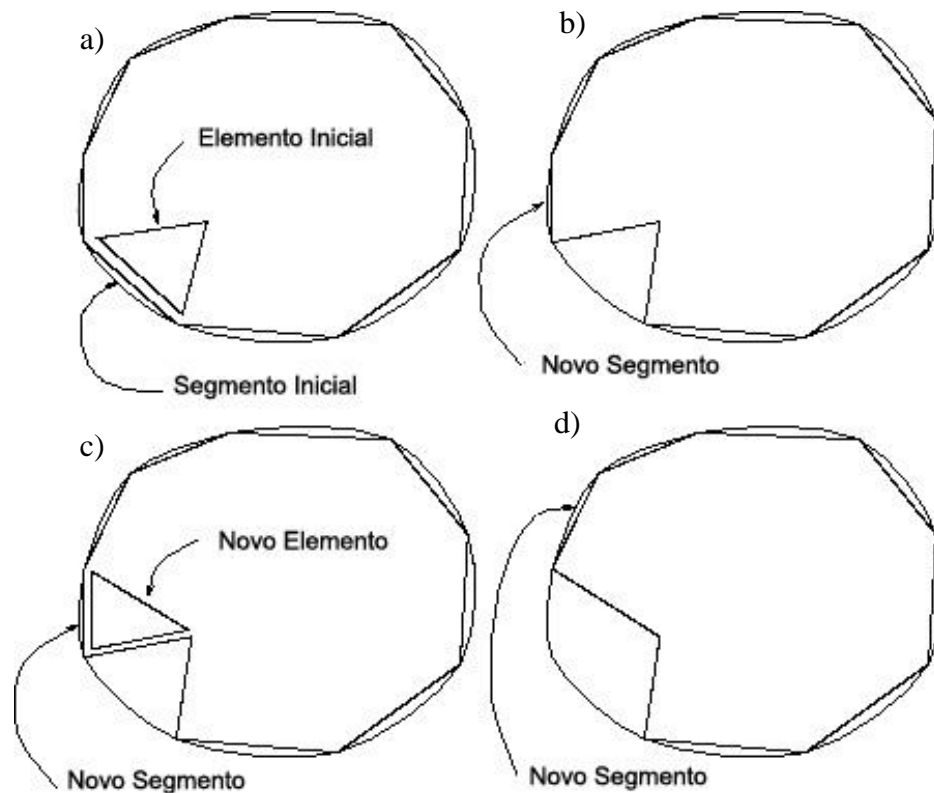 a)
Elemento Inicial
Segmento Inicial
b)
Novo Segmento
c)
Novo Elemento
Novo Segmento
d)
Novo Segmento